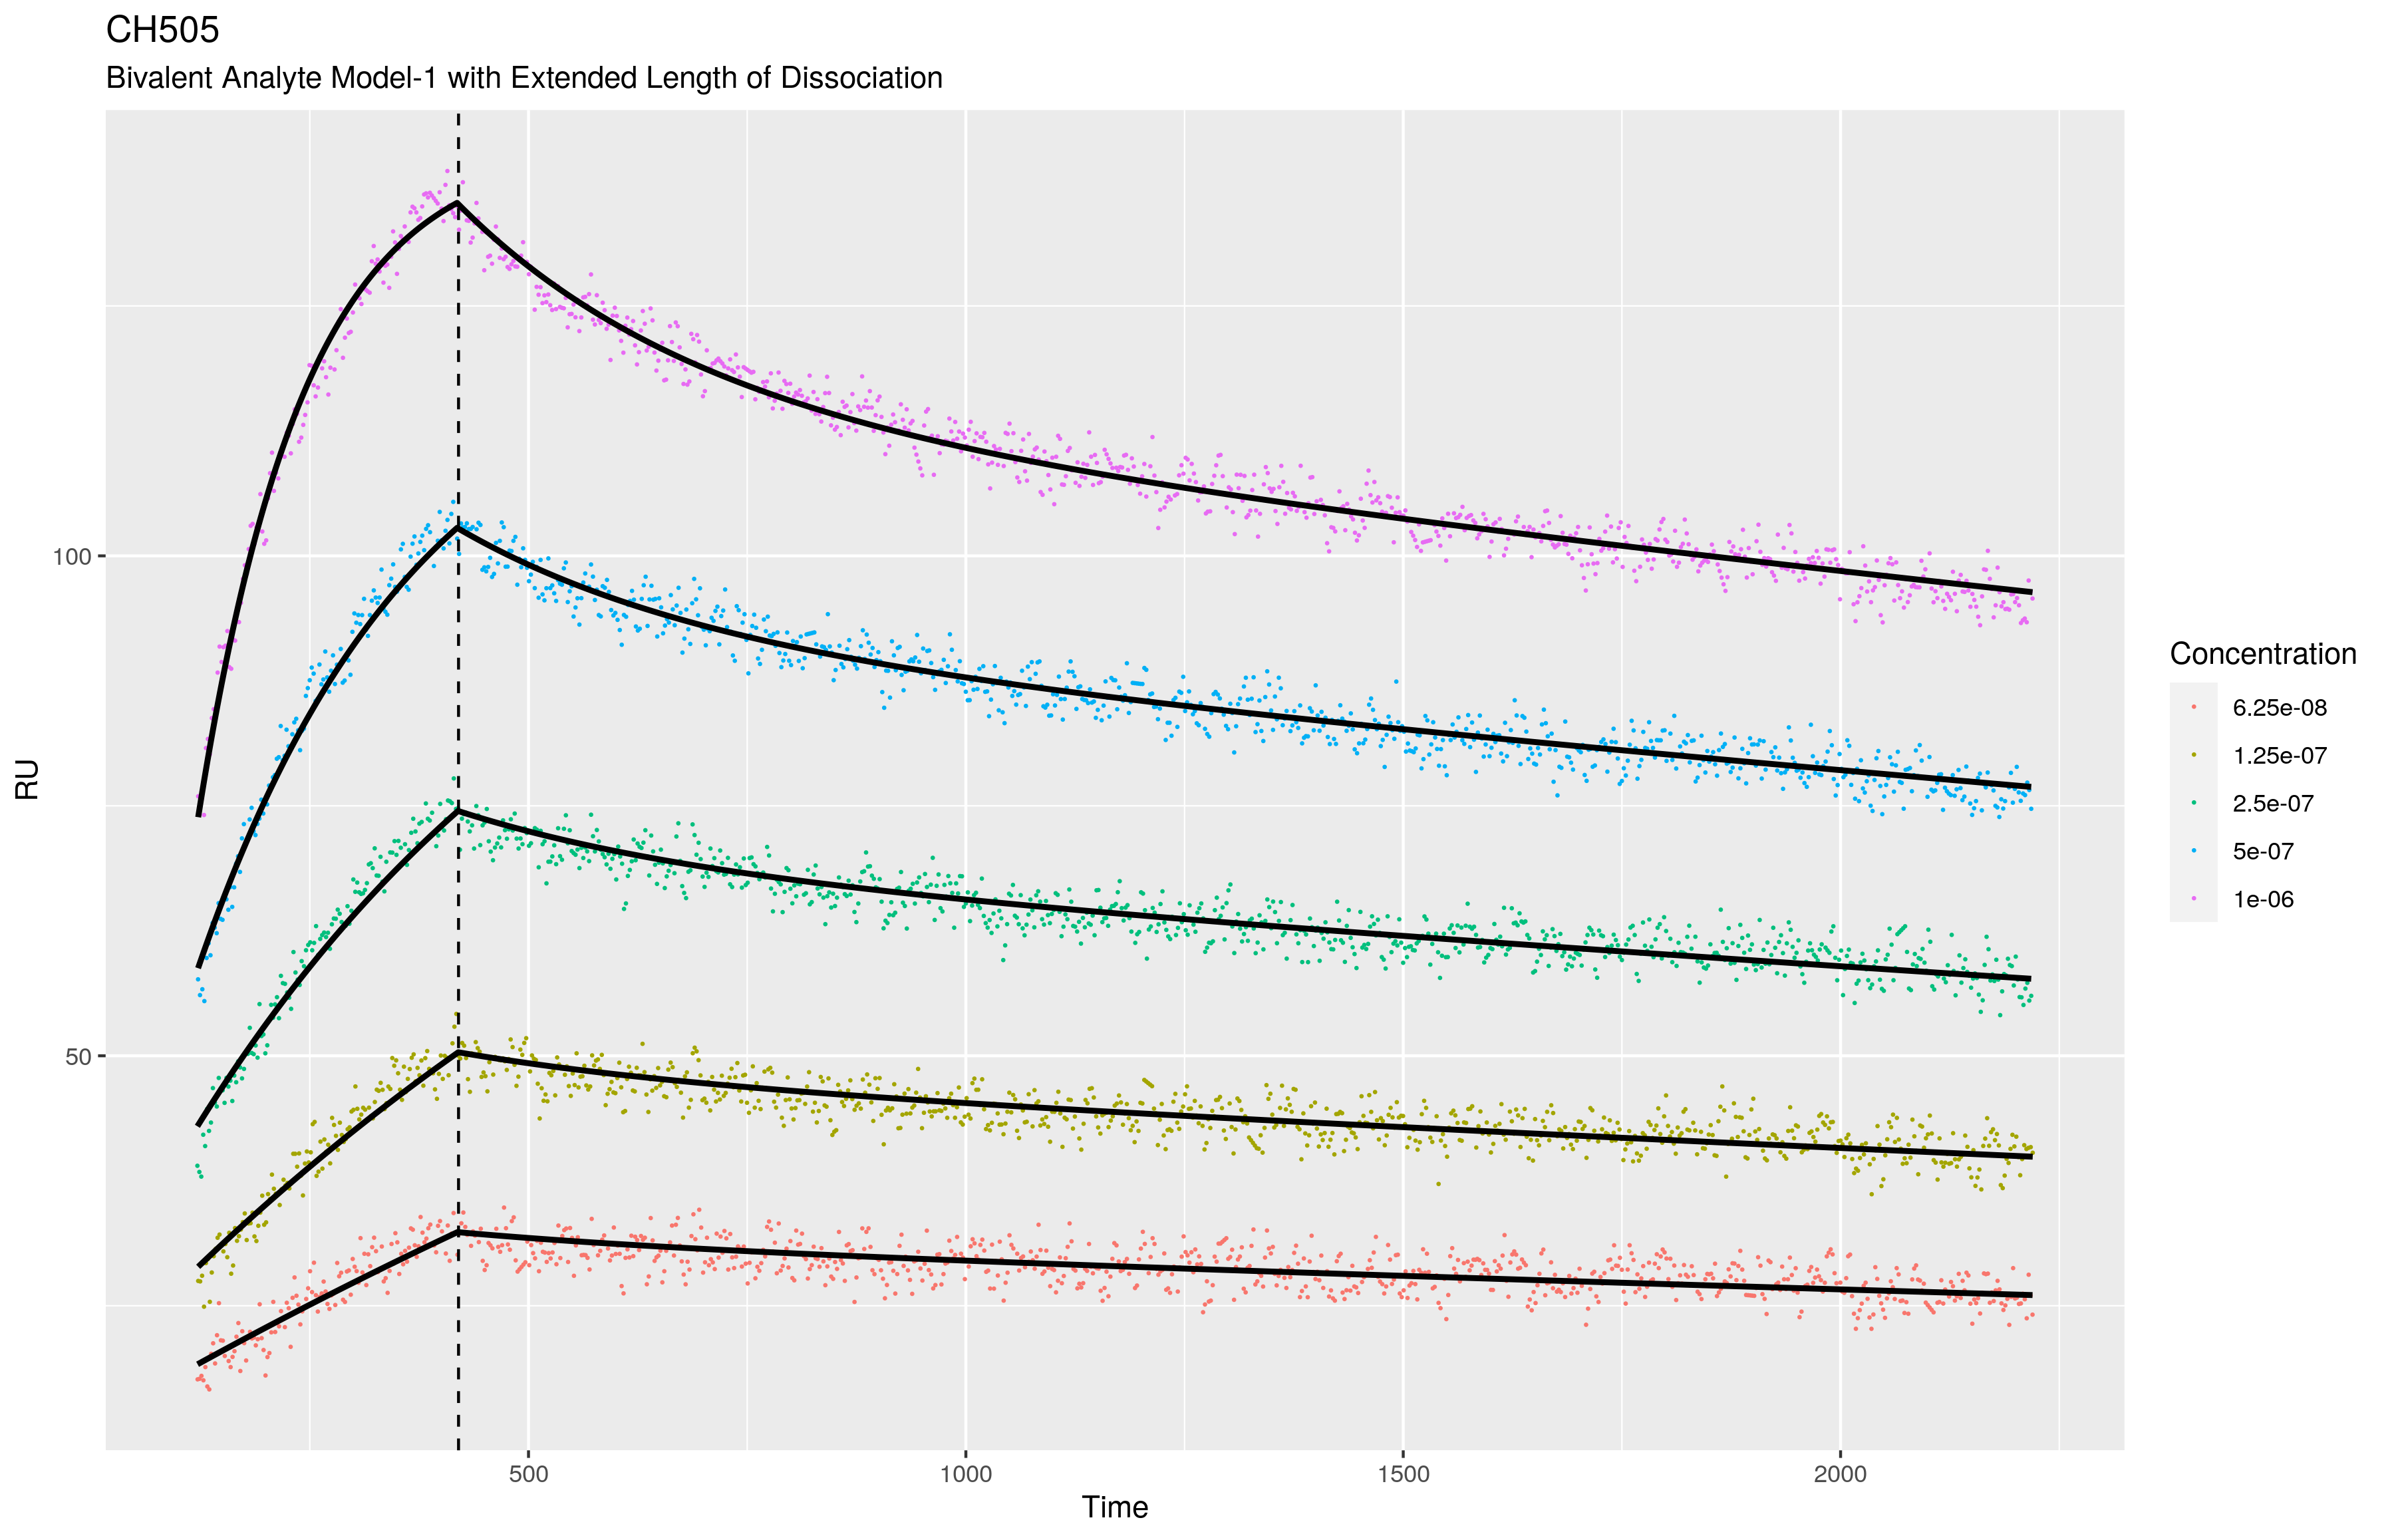 CH505
Bivalent Analyte Model-1 with Extended Length of Dissociation
RU
100
50
500 1000 1500 2000
Time
Concentration
6.25e-08
1.25e-07
2.5e-07
5e-07
1e-06